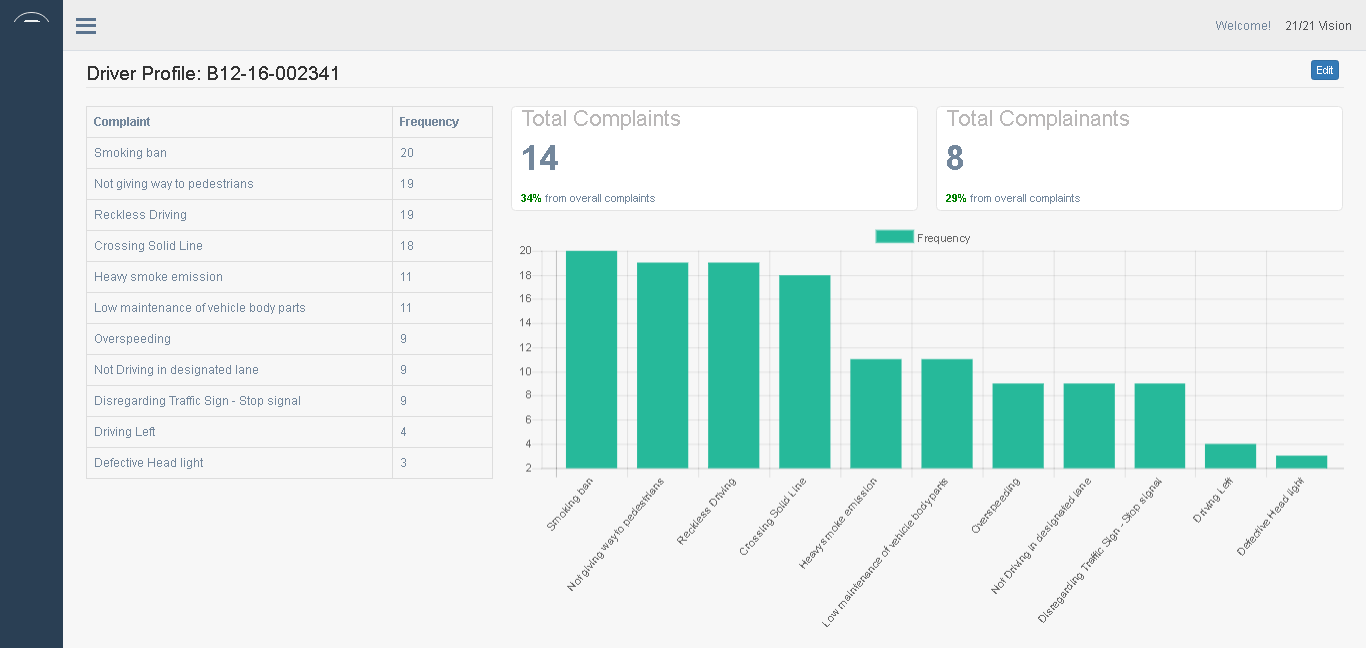 Welcome! 21/21 Vision
Driver Profile: B12-16-002341
Edit
Complaint Frequency
Smoking ban 20
Not giving way to pedestrians 19
Reckless Driving 19
Crossing Solid Line 18
Heavy smoke emission 11
Low maintenance of vehicle body parts 11
Overspeeding 9
Not Driving in designated lane 9
Disregarding Traffic Sign - Stop signal 9
Driving Left 4
Defective Head light 3
Total Complaints
14
34% from overall complaints
Total Complainants
8
29% from overall complaints
Frequency
20
18
16
14
12
10
8
6
4
2
Smoking ban
Not giving way to pedestrians
Reckless Driving
Crossing Solid Line
Heavy smoke emission
Low maintenance of vehicle body parts
Overspeeding
Not Driving in designated lane
Disregarding Traffic Sign - Stop signal
Driving Left
Defective Head light